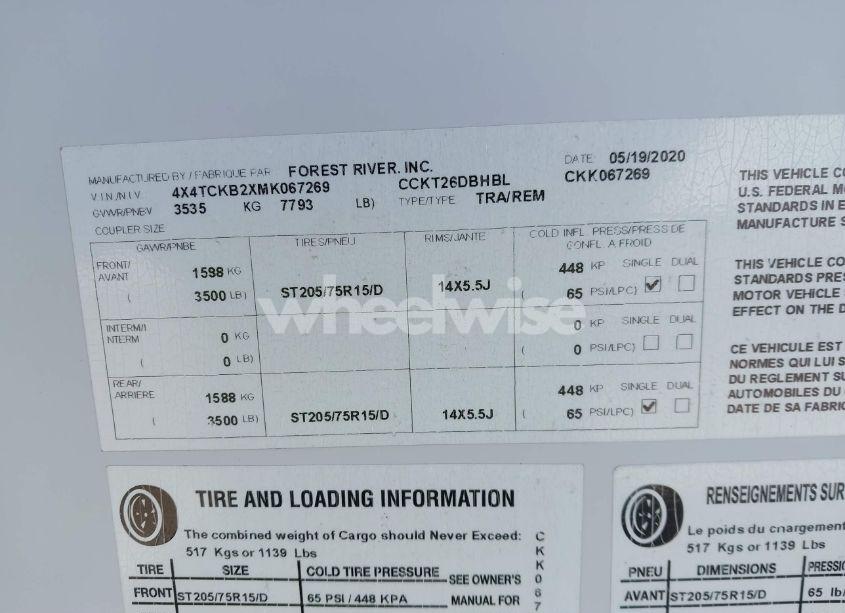 MANUFACTURED BY / FABRIQUE PAR FOREST RIVER, INC. DATE: 05/19/2020
V I N /N I V 4X4TCKB2XMK067269 CCKT26DBHBL CKK067269
GVWR/PNBV 3535 KG 7793 LB) TYPE/TYPE TRA/REM
COUPLER SIZE
GAWR/PNBE TIRES/PNEU RIMS/JANTE COLD INFL. PRESS/PRESS DE
GONFL. A FROID
FRONT/
AVANT 1588 KG 448 KP SINGLE DUAL
( 3500 LB) ST205/75R15/D 14X5.5J ( 65 PSI/LPC)
INTERM/I
NTERM 0 KG 0 KP SINGLE DUAL
( 0 LB) ( 0 PSI/LPC)
REAR/
ARRIERE 1588 KG 448 KP SINGLE DUAL
( 3500 LB) ST205/75R15/D 14X5.5J ( 65 PSI/LPC)
THIS VEHICLE CO
U.S. FEDERAL M
STANDARDS IN E
MANUFACTURE S
THIS VEHICLE CO
STANDARDS PRES
MOTOR VEHICLE
EFFECT ON THE D
CE VEHICULE EST
NORMES QUI LUI S
DU REGLEMENT SU
AUTOMOBILES DU
DATE DE SA FABRIC
wheelwise
TIRE AND LOADING INFORMATION
The combined weight of Cargo should Never Exceed:
517 Kgs or 1139 Lbs
TIRE SIZE COLD TIRE PRESSURE SEE OWNER'S
FRONT ST205/75R15/D 65 PSI / 448 KPA MANUAL FOR
C
K
K
0
6
7
RENSEIGNEMENTS SUR
Le poids du chargement
517 Kgs or 1139 Lbs
PNEU DIMENSIONS PRESSIO
AVANT ST205/75R15/D 65 lb/